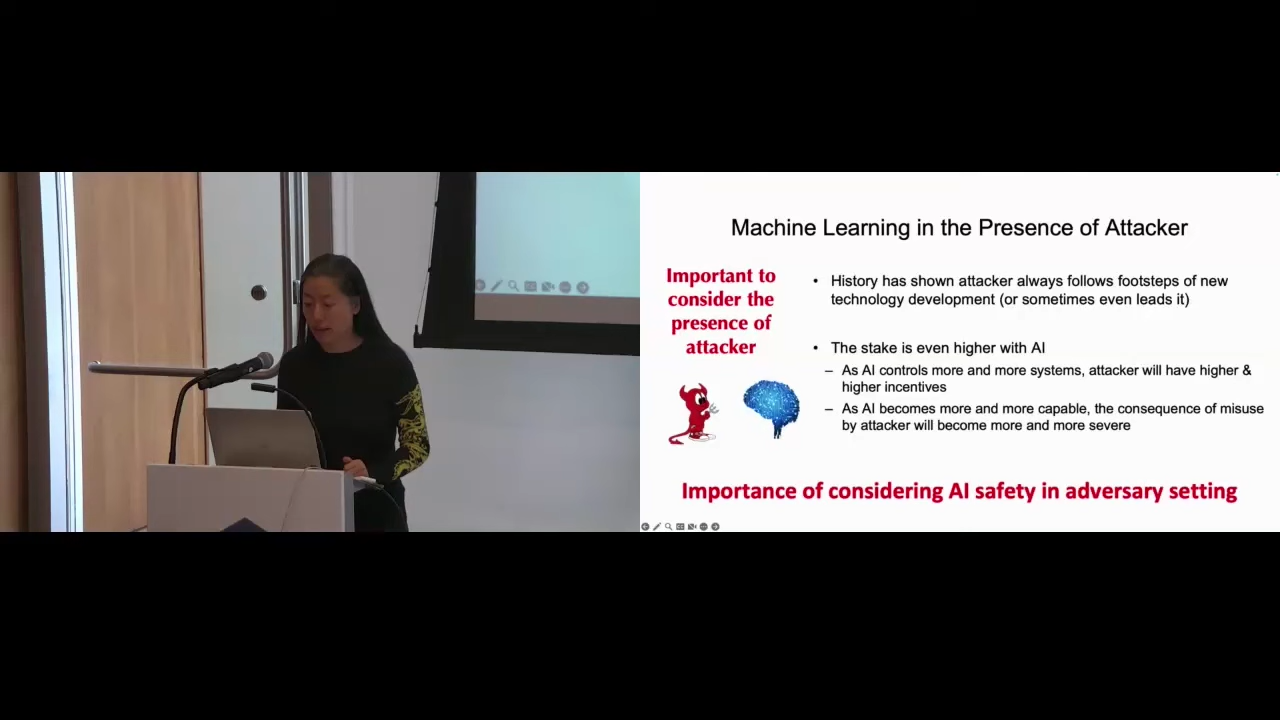 Machine Learning in the Presence of Attacker
Important to
consider the
presence of
attacker
• History has shown attacker always follows footsteps of new
technology development (or sometimes even leads it)
• The stake is even higher with AI
– As AI controls more and more systems, attacker will have higher &
higher incentives
– As AI becomes more and more capable, the consequence of misuse
by attacker will become more and more severe
Importance of considering AI safety in adversary setting